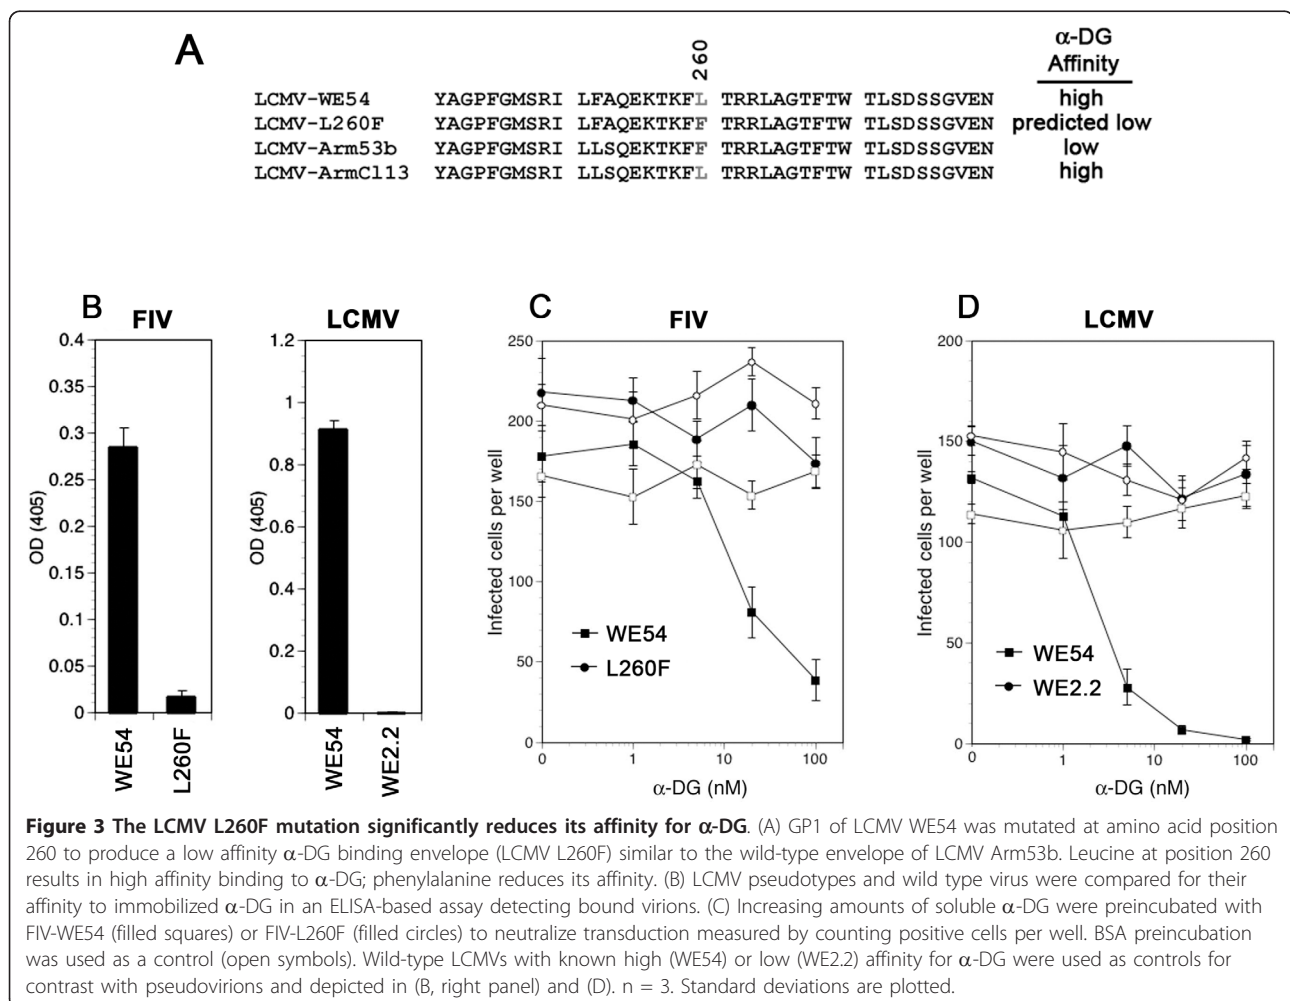 A
260
α-DG
Affinity
LCMV-WE54 YAGPFGMSRI LFAQEKTKFL TRRLAGTFTW TLSDSSGVEN high
LCMV-L260F YAGPFGMSRI LFAQEKTKFF TRRLAGTFTW TLSDSSGVEN predicted low
LCMV-Arm53b YAGPFGMSRI LLSQEKTKFF TRRLAGTFTW TLSDSSGVEN low
LCMV-ArmCl13 YAGPFGMSRI LLSQEKTKFL TRRLAGTFTW TLSDSSGVEN high
B
FIV
OD (405)
0.4
0.35
0.3
0.25
0.2
0.15
0.1
0.05
0
WE54
L260F
LCMV
OD (405)
1.2
1
0.8
0.6
0.4
0.2
0
WE54
WE2.2
C
FIV
Infected cells per well
250
200
150
100
50
0
WE54
L260F
0 1 10 100
α-DG (nM)
D
LCMV
Infected cells per well
200
150
100
50
0
WE54
WE2.2
0 1 10 100
α-DG (nM)
Figure 3 The LCMV L260F mutation significantly reduces its affinity for α-DG. (A) GP1 of LCMV WE54 was mutated at amino acid position
260 to produce a low affinity α-DG binding envelope (LCMV L260F) similar to the wild-type envelope of LCMV Arm53b. Leucine at position 260
results in high affinity binding to α-DG; phenylalanine reduces its affinity. (B) LCMV pseudotypes and wild type virus were compared for their
affinity to immobilized α-DG in an ELISA-based assay detecting bound virions. (C) Increasing amounts of soluble α-DG were preincubated with
FIV-WE54 (filled squares) or FIV-L260F (filled circles) to neutralize transduction measured by counting positive cells per well. BSA preincubation
was used as a control (open symbols). Wild-type LCMVs with known high (WE54) or low (WE2.2) affinity for α-DG were used as controls for
contrast with pseudovirions and depicted in (B, right panel) and (D). n = 3. Standard deviations are plotted.